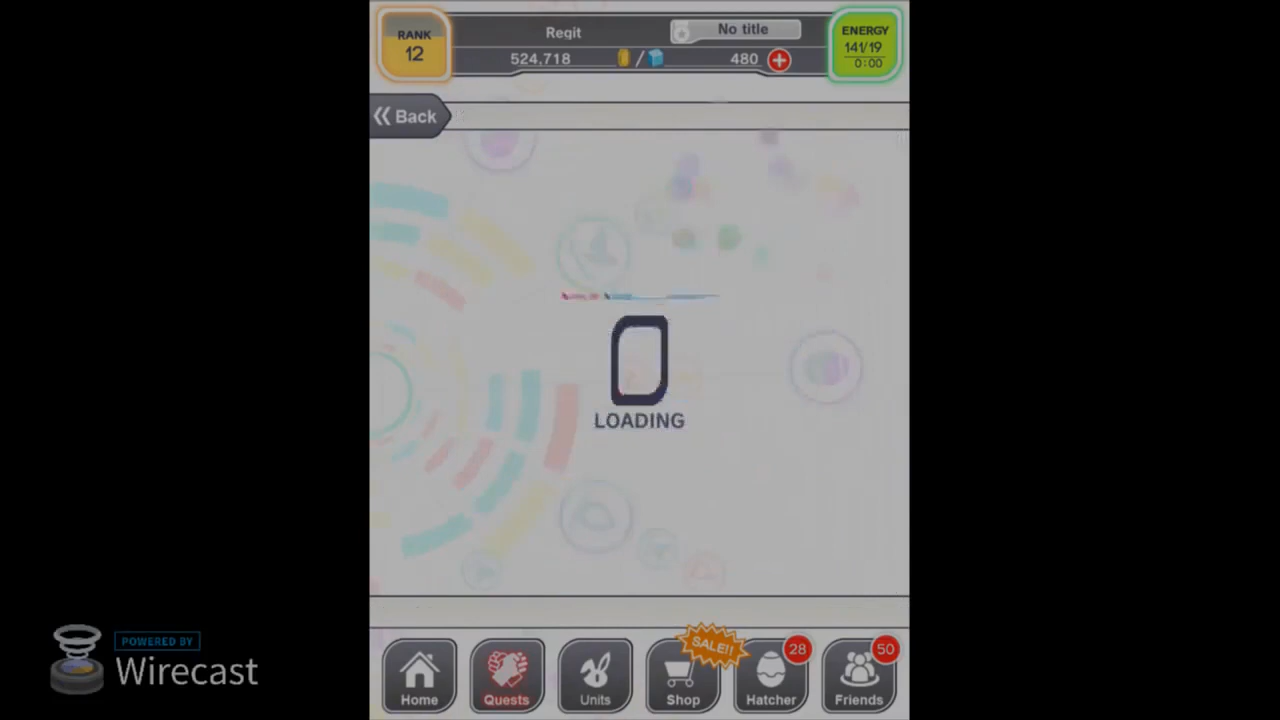 RANK
12
Regit
No title
524,718
/
480
ENERGY
141/19
0:00
Back
LOADING
SALE!!
28
50
Home
Quests
Units
Shop
Hatcher
Friends
POWERED BY
Wirecast